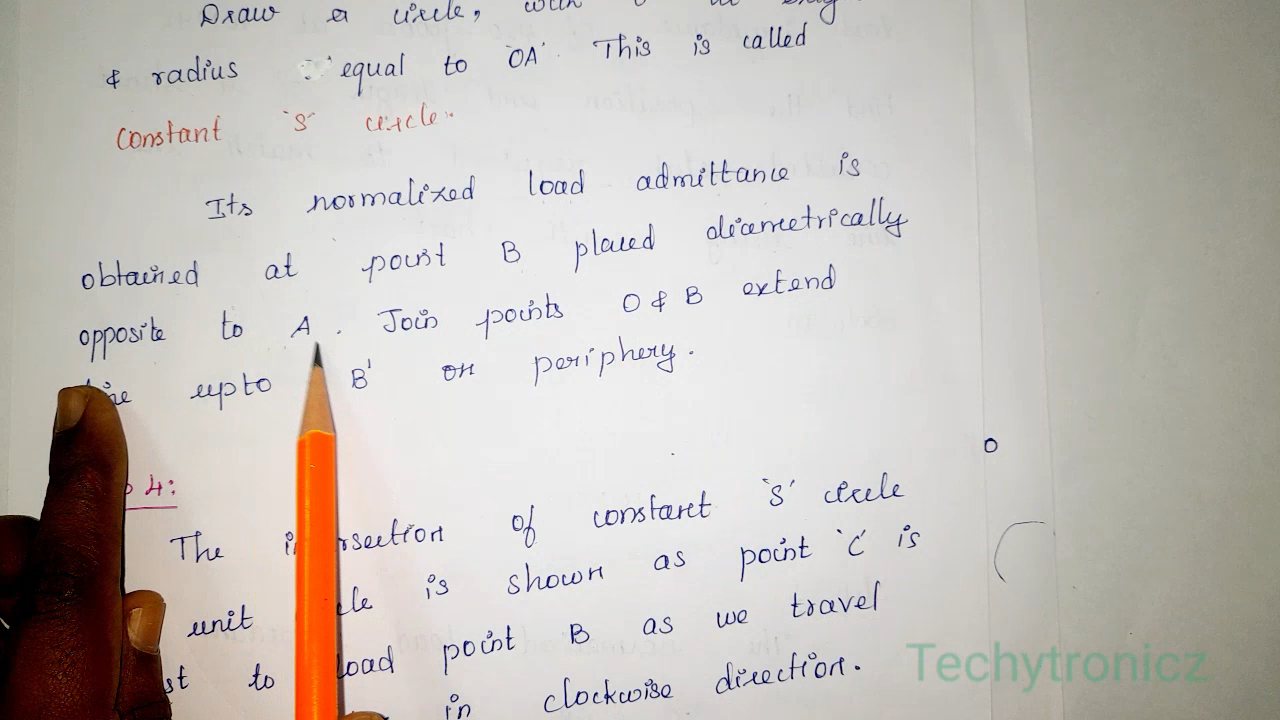 Draw a circle, with
& radius equal to 'OA'. This is called
constant 'S' circle.
Its normalized load admittance is
obtained at point B placed diametrically
opposite to A. Join points O & B extend
upto B' on periphery.
4:
The of constant 'S' circle
unit is shown as point 'C' is
to load point B as we travel
in clockwise direction.
Techytronicz